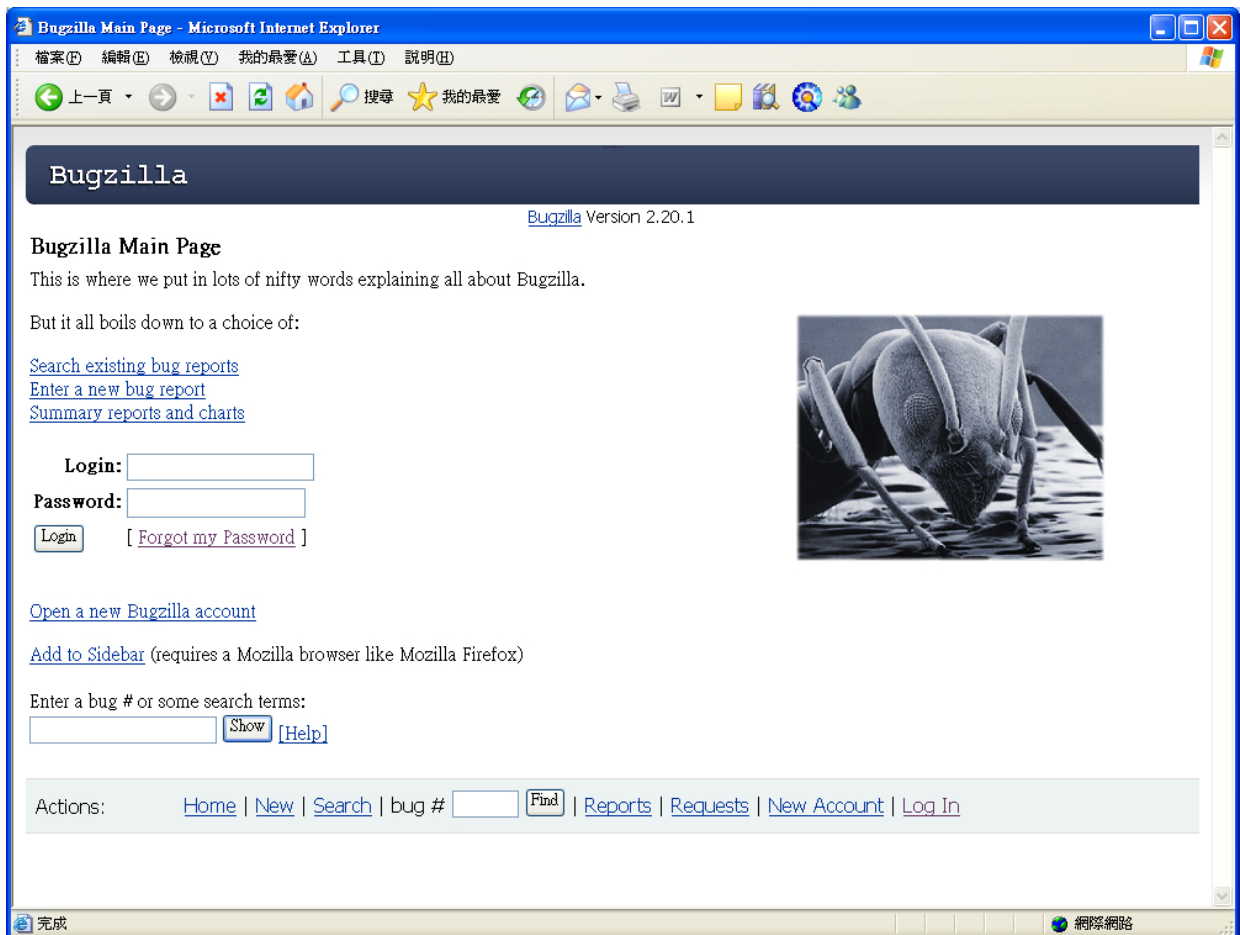 Bugzilla Main Page - Microsoft Internet Explorer
檔案(F) 編輯(E) 檢視(V) 我的最愛(A) 工具(T) 說明(H)
上一頁 搜尋 我的最愛
Bugzilla
Bugzilla Version 2.20.1
Bugzilla Main Page
This is where we put in lots of nifty words explaining all about Bugzilla.
But it all boils down to a choice of:
Search existing bug reports
Enter a new bug report
Summary reports and charts
Login:
Password:
Login [ Forgot my Password ]
Open a new Bugzilla account
Add to Sidebar (requires a Mozilla browser like Mozilla Firefox)
Enter a bug # or some search terms:
Show [Help]
Actions: Home | New | Search | bug # Find | Reports | Requests | New Account | Log In
完成 網際網路